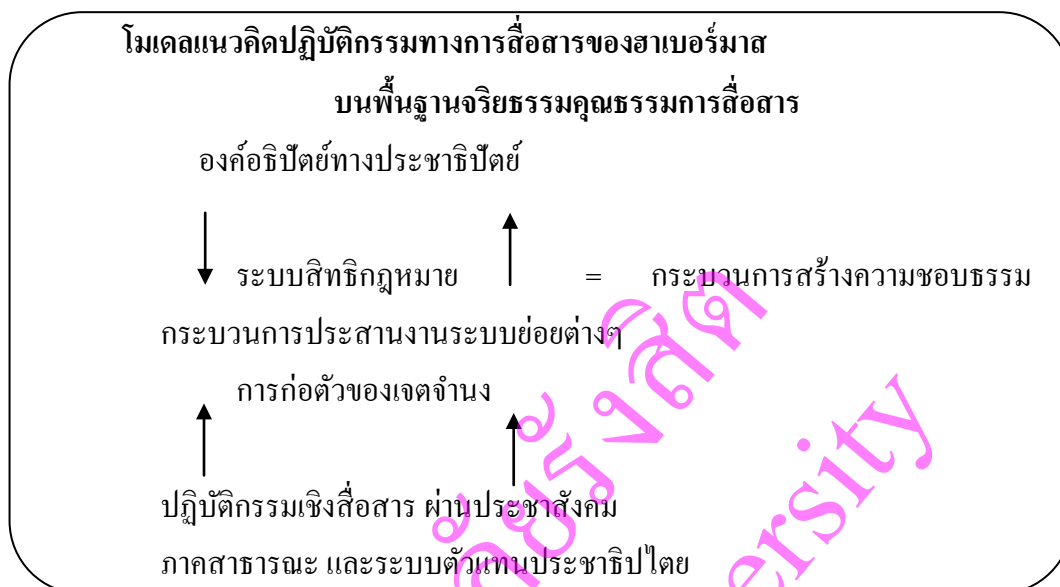 โมเดลแนวคิดปฏิบัติกรรมทางการสื่อสารของฮาเบอร์มาส
บนพื้นฐานจริยธรรมคุณธรรมการสื่อสาร
องค์อธิปัตย์ทางประชาธิปัตย์
ระบบสิทธิกฎหมาย = กระบวนการสร้างความชอบธรรม
กระบวนการประสานงานระบบย่อยต่างๆ
การก่อตัวของเจตจำนง
ปฏิบัติกรรมเชิงสื่อสาร ผ่านประชาสังคม
ภาคสาธารณะ และระบบตัวแทนประชาธิปไตย
ัยรังสิต
ersity